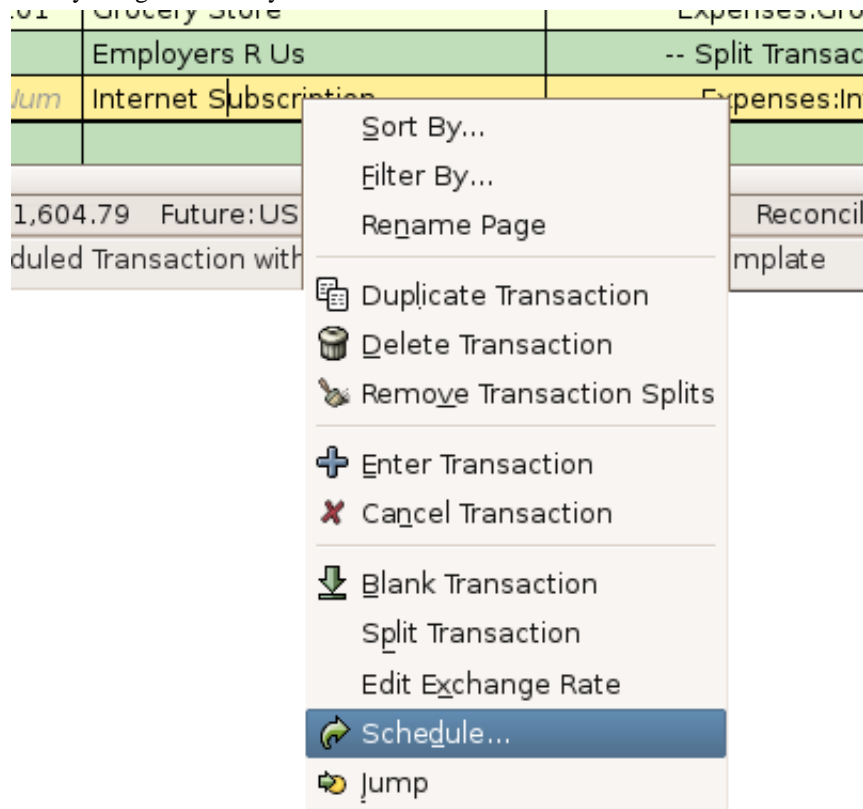 Grocery Store
Employers R Us -- Split Transac
Num Internet Subscription Expenses:In
Sort By...
Filter By...
1,604.79 Future:US Reconcil
Rename Page
duled Transaction with mplate
Duplicate Transaction
Delete Transaction
Remove Transaction Splits
Enter Transaction
Cancel Transaction
Blank Transaction
Split Transaction
Edit Exchange Rate
Schedule...
Jump